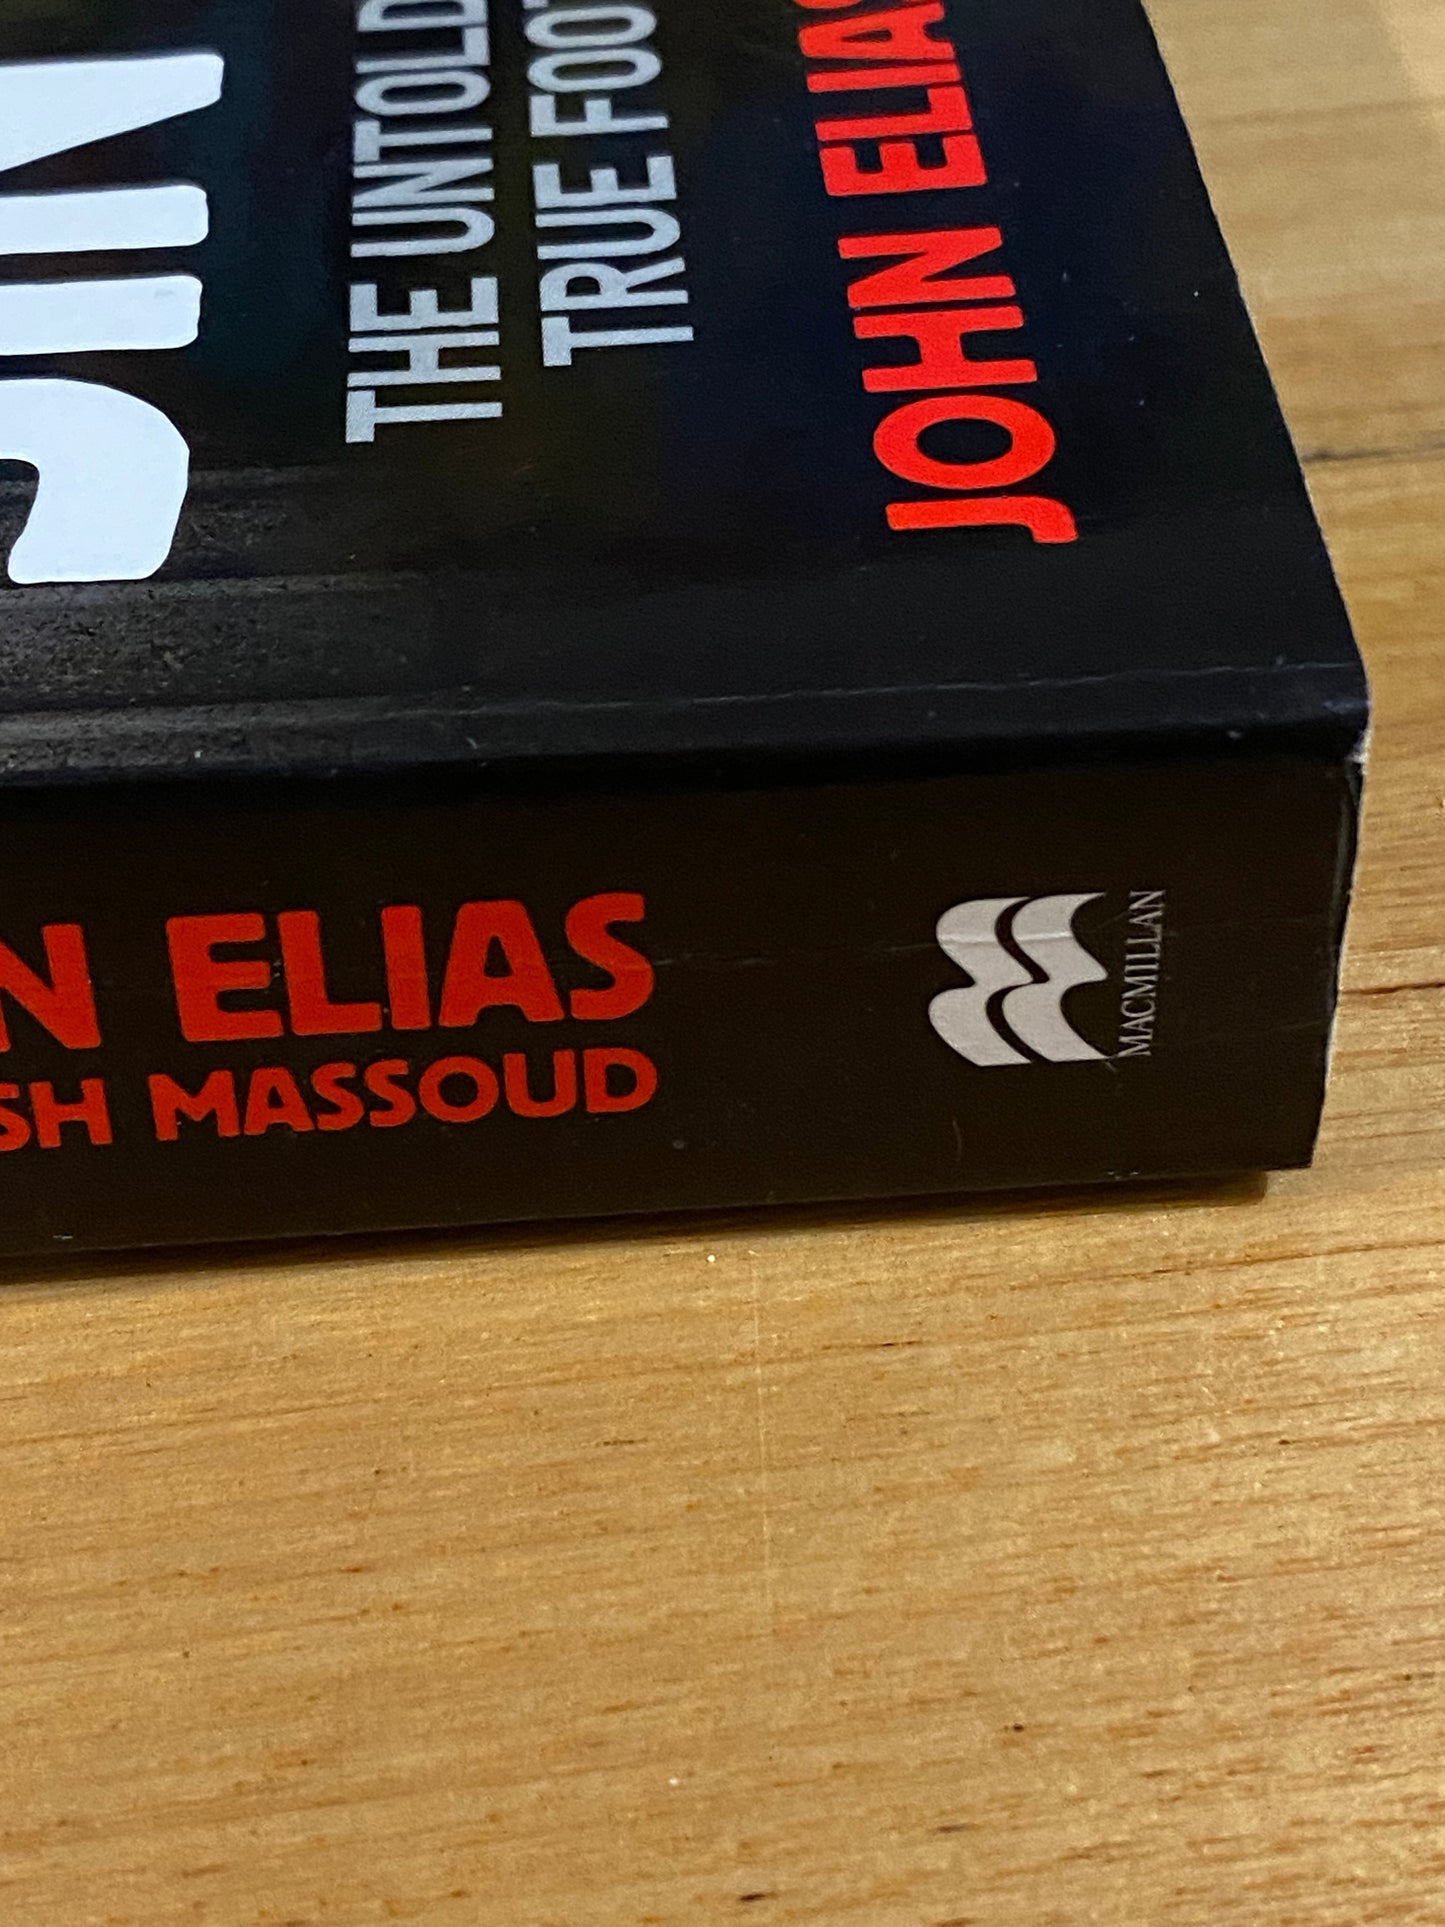 THE UNTOLD
TRUE FOOT
JOHN ELIAS
N ELIAS
SH MASSOUD
MACMILLAN